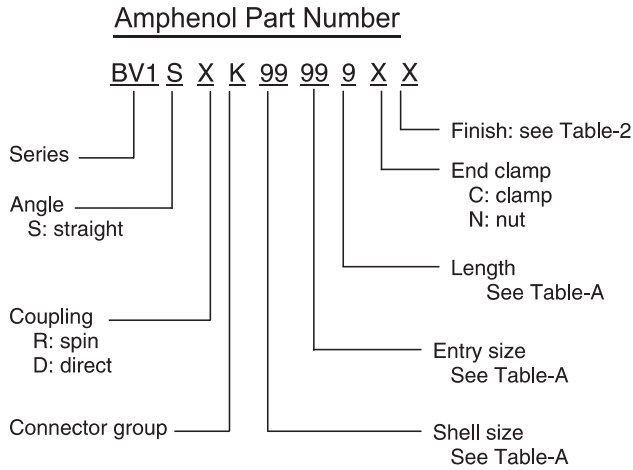 Amphenol Part Number
BV1 S X K 99 99 9 X X
Series
Angle
S: straight
Coupling
R: spin
D: direct
Connector group
Finish: see Table-2
End clamp
C: clamp
N: nut
Length
See Table-A
Entry size
See Table-A
Shell size
See Table-A